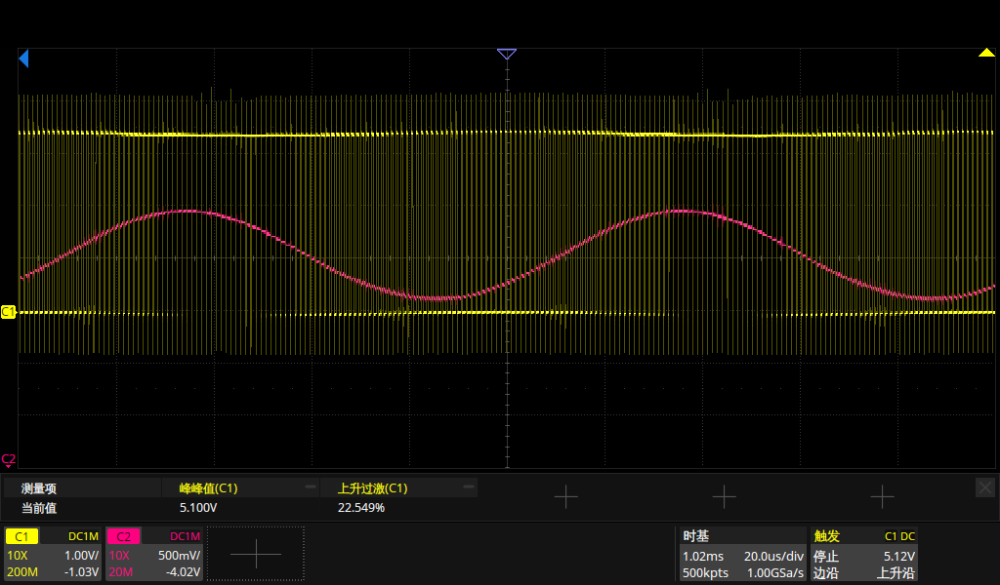 C1
C2
测量项 峰峰值(C1) 上升过激(C1)
当前值 5.100V 22.549%
C1 DC1M
10X 1.00V/
200M -1.03V
C2 DC1M
10X 500mV/
20M -4.02V
时基
1.02ms 20.0us/div
500kpts 1.00GSa/s
触发 C1 DC
停止 5.12V
边沿 上升沿